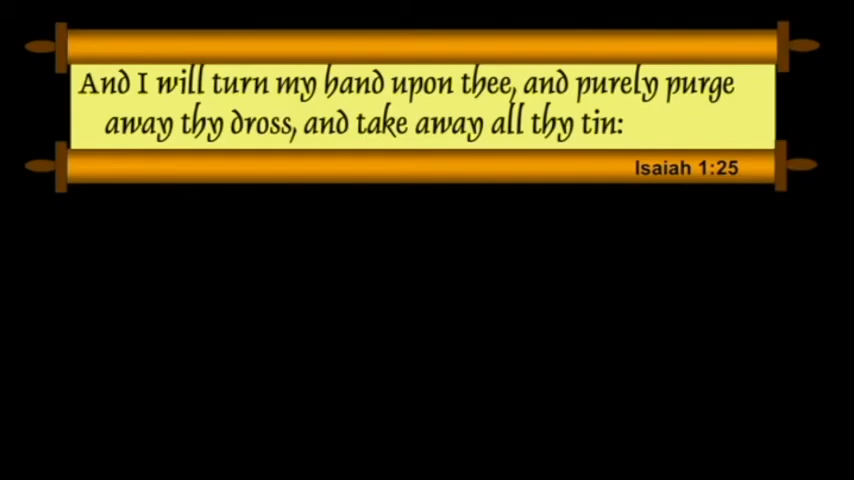 And I will turn my hand upon thee, and purely purge
away thy dross, and take away all thy tin:
Isaiah 1:25